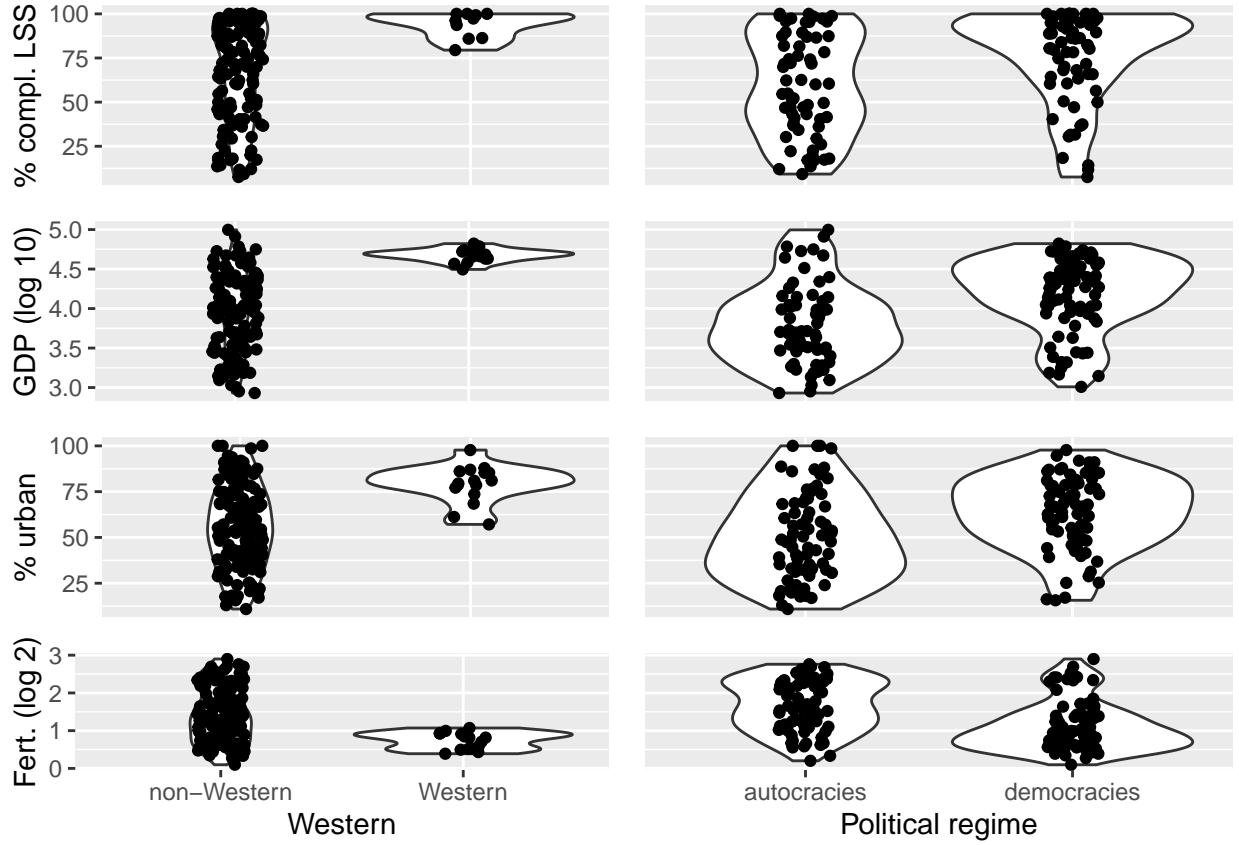 % compl. LSS
100
75
50
25
GDP (log 10)
5.0
4.5
4.0
3.5
3.0
% urban
100
75
50
25
Fert. (log 2)
3
2
1
0
non−Western
Western
autocracies
democracies
Western
Political regime